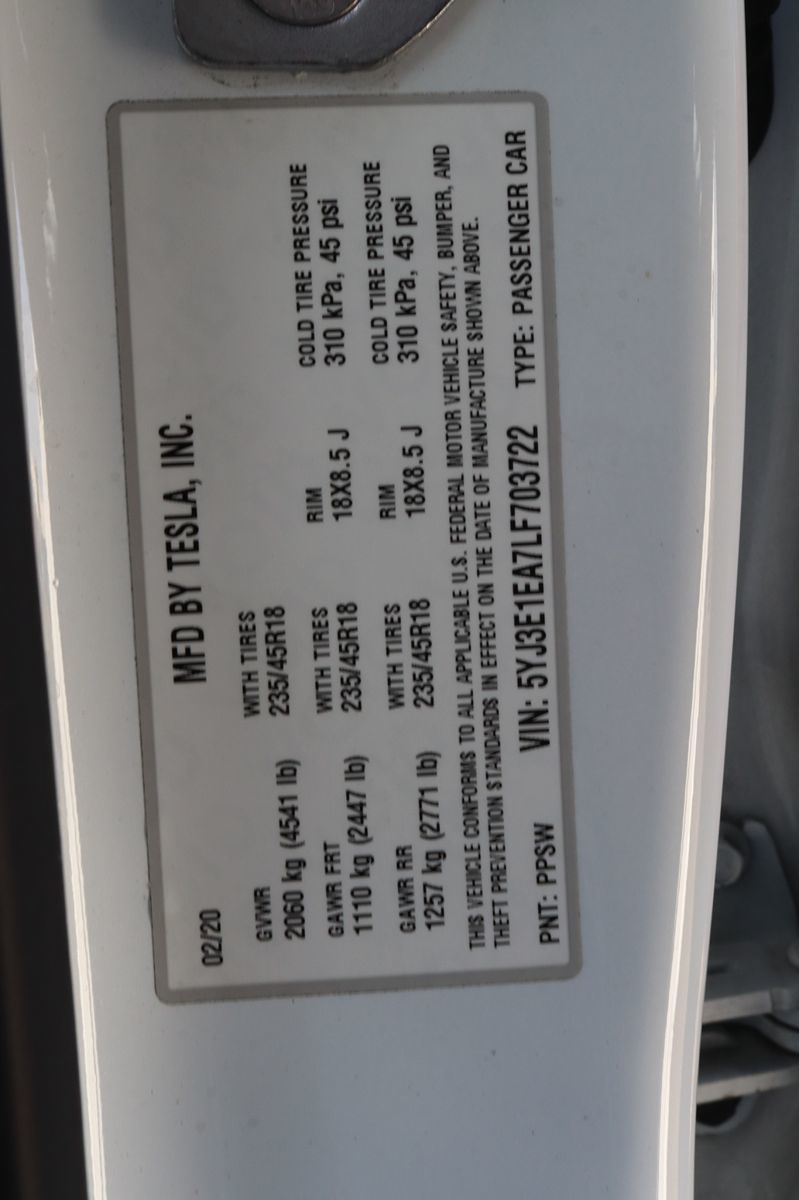 MFD BY TESLA, INC.
02/20
GVWR WITH TIRES
2060 kg (4541 lb) 235/45R18
GAWR FRT WITH TIRES RIM COLD TIRE PRESSURE
1110 kg (2447 lb) 235/45R18 18X8.5 J 310 kPa, 45 psi
GAWR RR WITH TIRES RIM COLD TIRE PRESSURE
1257 kg (2771 lb) 235/45R18 18X8.5 J 310 kPa, 45 psi
THIS VEHICLE CONFORMS TO ALL APPLICABLE U.S. FEDERAL MOTOR VEHICLE SAFETY, BUMPER, AND
THEFT PREVENTION STANDARDS IN EFFECT ON THE DATE OF MANUFACTURE SHOWN ABOVE.
PNT: PPSW VIN: 5YJ3E1EA7LF703722 TYPE: PASSENGER CAR